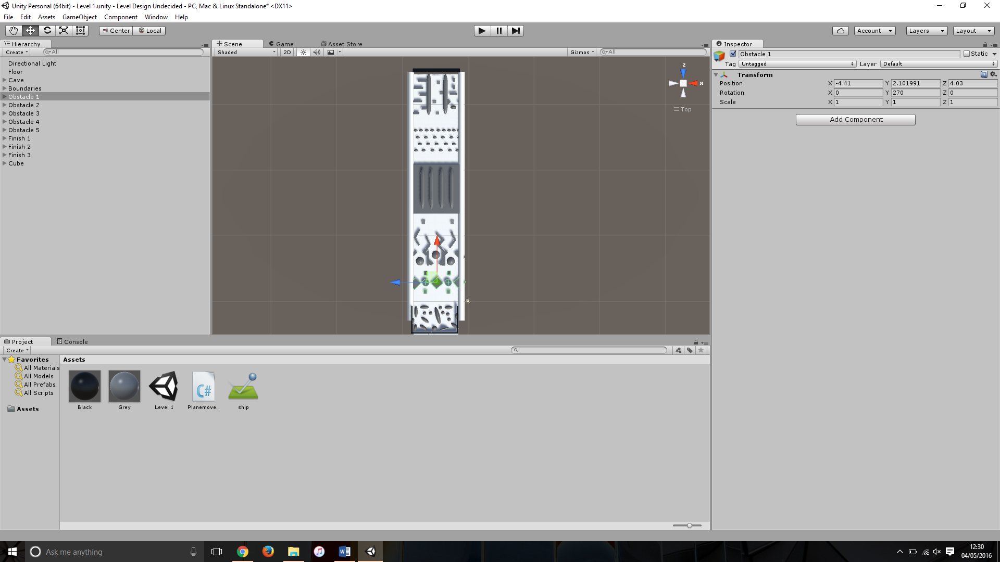 Unity Personal (64bit) - Level 1.unity - Level Design Undecided - PC, Mac & Linux Standalone* <DX11>
File Edit Assets GameObject Component Window Help
Center Local
Account Layers Layout
Hierarchy
Create All
Directional Light
Floor
Cave
Boundaries
Obstacle 1
Obstacle 2
Obstacle 3
Obstacle 4
Obstacle 5
Finish 1
Finish 2
Finish 3
Cube
Scene Game Asset Store
Shaded 2D Gizmos All
z
x
Top
Inspector
Obstacle 1 Static
Tag Untagged Layer Default
Transform
Position X -4.41 Y 2.101991 Z 4.03
Rotation X 0 Y 270 Z 0
Scale X 1 Y 1 Z 1
Add Component
Project Console
Create
Favorites
All Materials
All Models
All Prefabs
All Scripts
Assets
Assets
C#
Black Grey Level 1 Planemove... ship
Ask me anything
12:30
04/05/2016